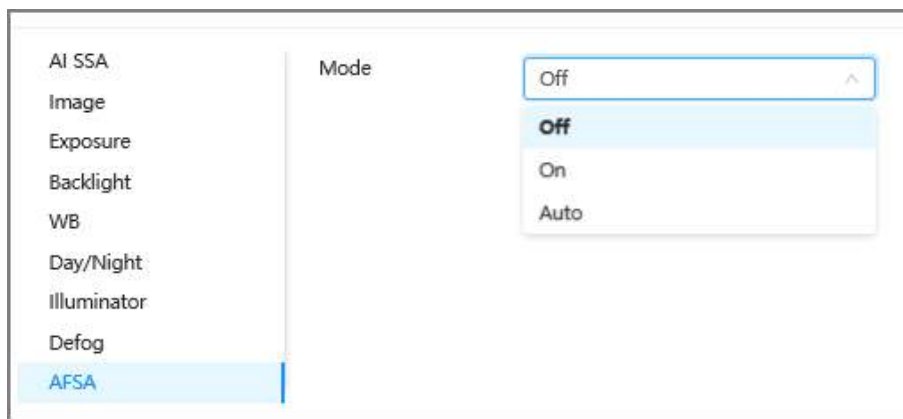 AI SSA
Image
Exposure
Backlight
WB
Day/Night
Illuminator
Defog
AFSA
Mode
Off
Off
On
Auto